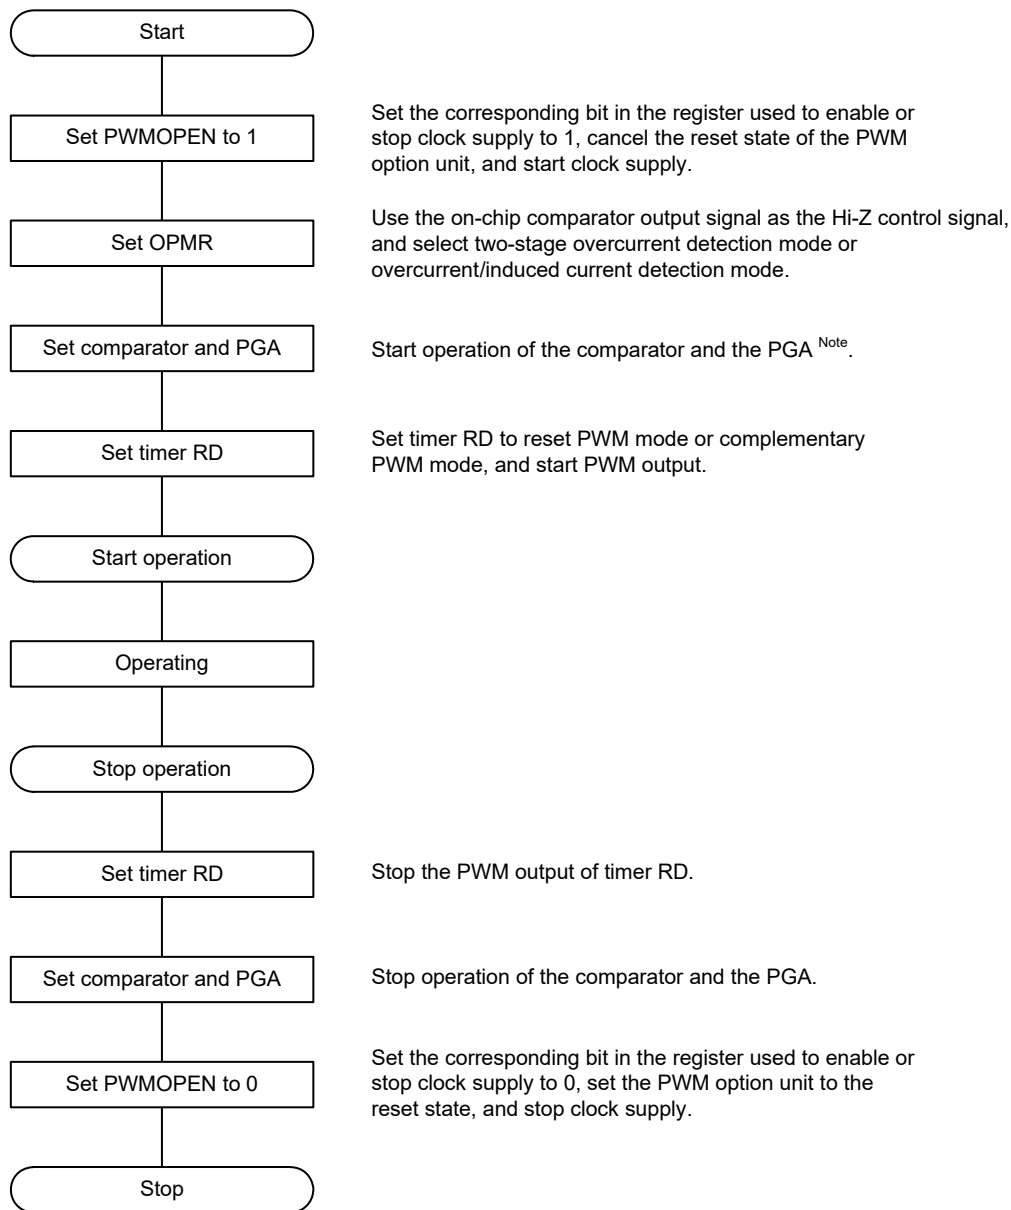 Start
Set PWMOPEN to 1
Set the corresponding bit in the register used to enable or
stop clock supply to 1, cancel the reset state of the PWM
option unit, and start clock supply.
Set OPMR
Use the on-chip comparator output signal as the Hi-Z control signal,
and select two-stage overcurrent detection mode or
overcurrent/induced current detection mode.
Set comparator and PGA
Start operation of the comparator and the PGA Note.
Set timer RD
Set timer RD to reset PWM mode or complementary
PWM mode, and start PWM output.
Start operation
Operating
Stop operation
Set timer RD
Stop the PWM output of timer RD.
Set comparator and PGA
Stop operation of the comparator and the PGA.
Set PWMOPEN to 0
Set the corresponding bit in the register used to enable or
stop clock supply to 0, set the PWM option unit to the
reset state, and stop clock supply.
Stop